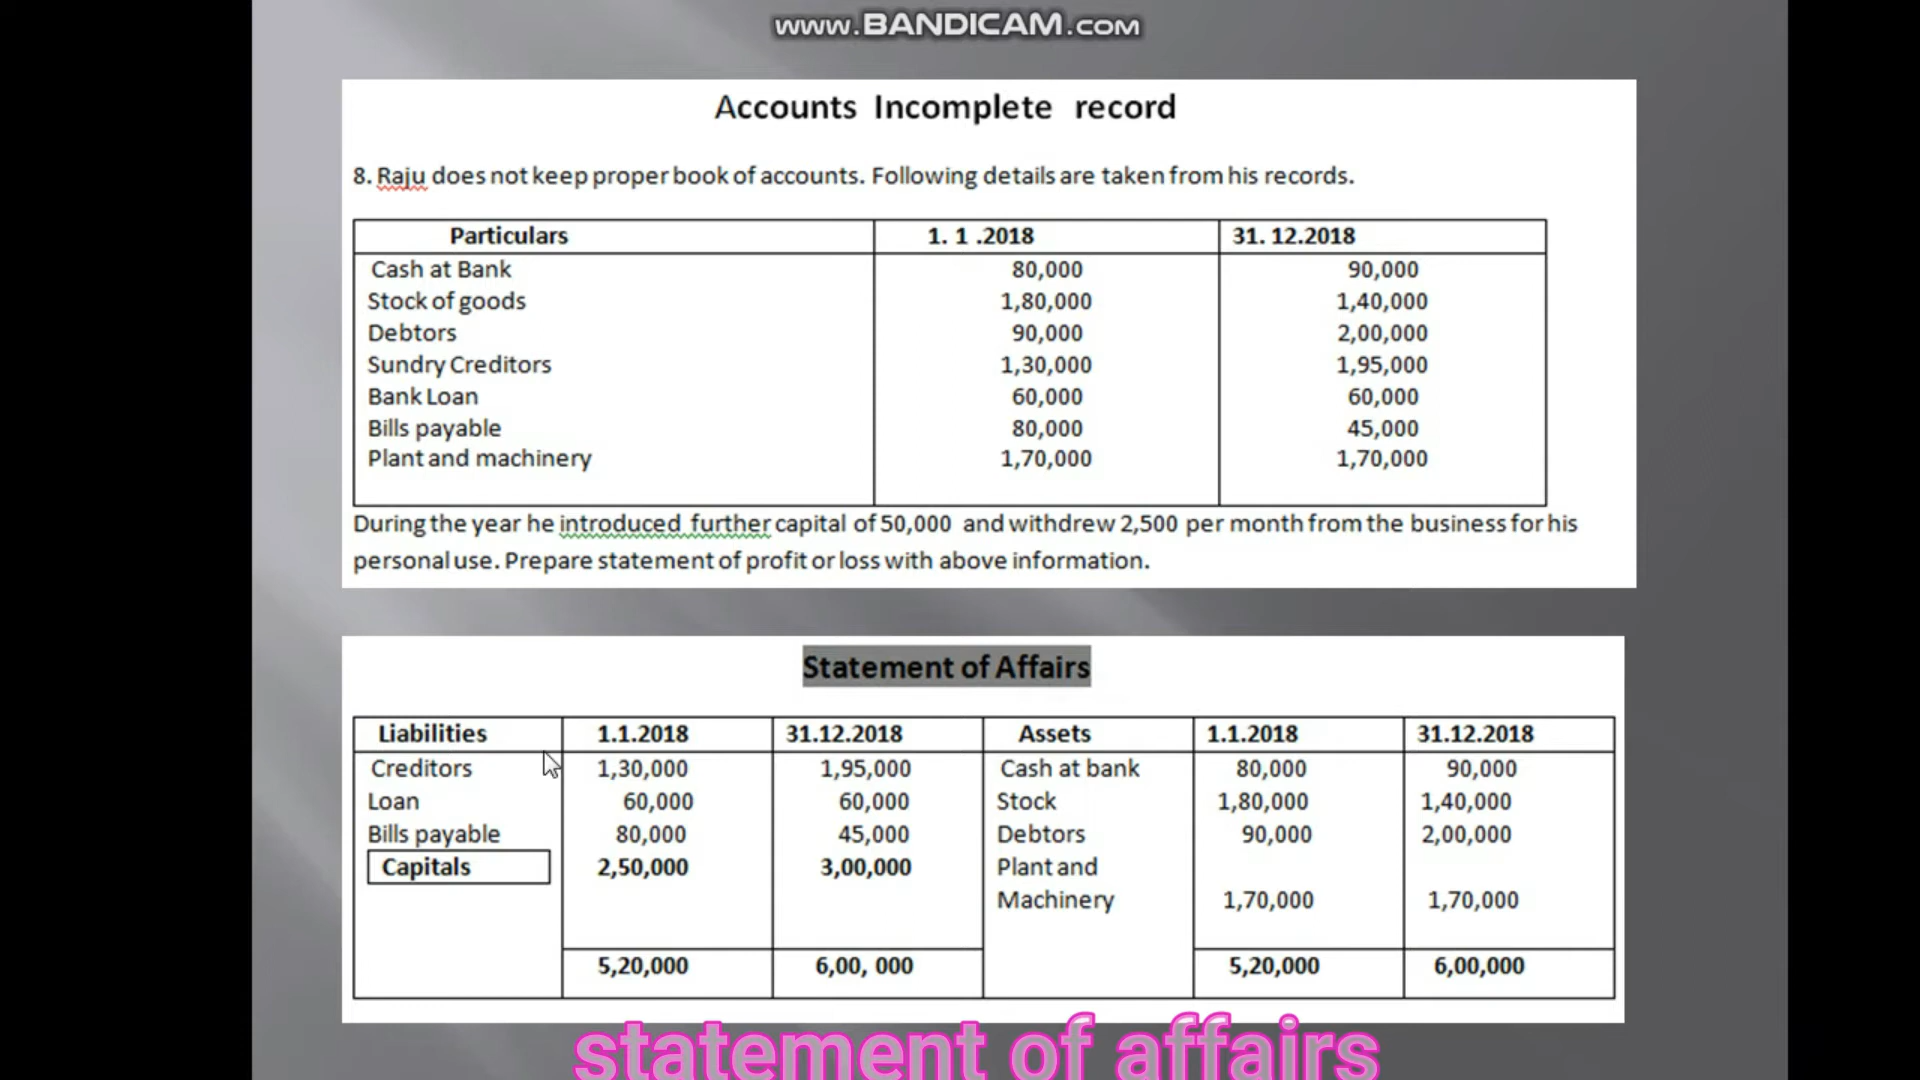 www.BANDICAM.com
Accounts Incomplete record
8. Raju does not keep proper book of accounts. Following details are taken from his records.
Particulars 1. 1 .2018 31. 12.2018
Cash at Bank 80,000 90,000
Stock of goods 1,80,000 1,40,000
Debtors 90,000 2,00,000
Sundry Creditors 1,30,000 1,95,000
Bank Loan 60,000 60,000
Bills payable 80,000 45,000
Plant and machinery 1,70,000 1,70,000
During the year he introduced further capital of 50,000 and withdrew 2,500 per month from the business for his
personal use. Prepare statement of profit or loss with above information.
Statement of Affairs
Liabilities 1.1.2018 31.12.2018 Assets 1.1.2018 31.12.2018
Creditors 1,30,000 1,95,000 Cash at bank 80,000 90,000
Loan 60,000 60,000 Stock 1,80,000 1,40,000
Bills payable 80,000 45,000 Debtors 90,000 2,00,000
Capitals 2,50,000 3,00,000 Plant and
Machinery 1,70,000 1,70,000
5,20,000 6,00, 000 5,20,000 6,00,000
statement of affairs